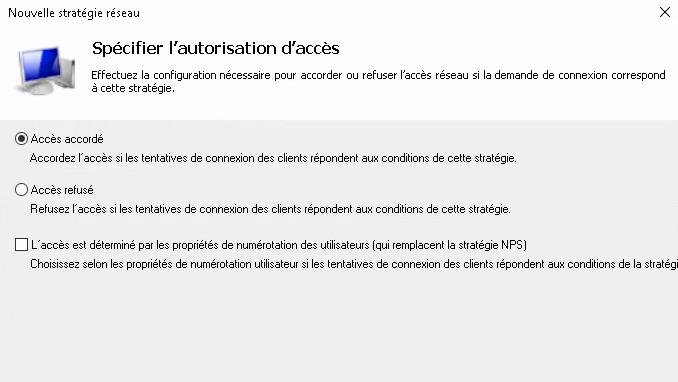 Nouvelle stratégie réseau
Spécifier l'autorisation d'accès
Effectuez la configuration nécessaire pour accorder ou refuser l'accès réseau si la demande de connexion correspond
à cette stratégie.
Accès accordé
Accordez l'accès si les tentatives de connexion des clients répondent aux conditions de cette stratégie.
Accès refusé
Refusez l'accès si les tentatives de connexion des clients répondent aux conditions de cette stratégie.
L'accès est déterminé par les propriétés de numérotation des utilisateurs (qui remplacent la stratégie NPS)
Choisissez selon les propriétés de numérotation utilisateur si les tentatives de connexion des clients répondent aux conditions de la stratégi